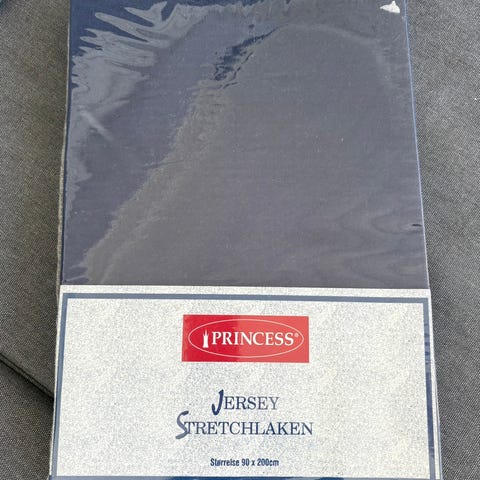 PRINCESS®
JERSEY
STRETCHLAKEN
Størrelse 90 x 200cm